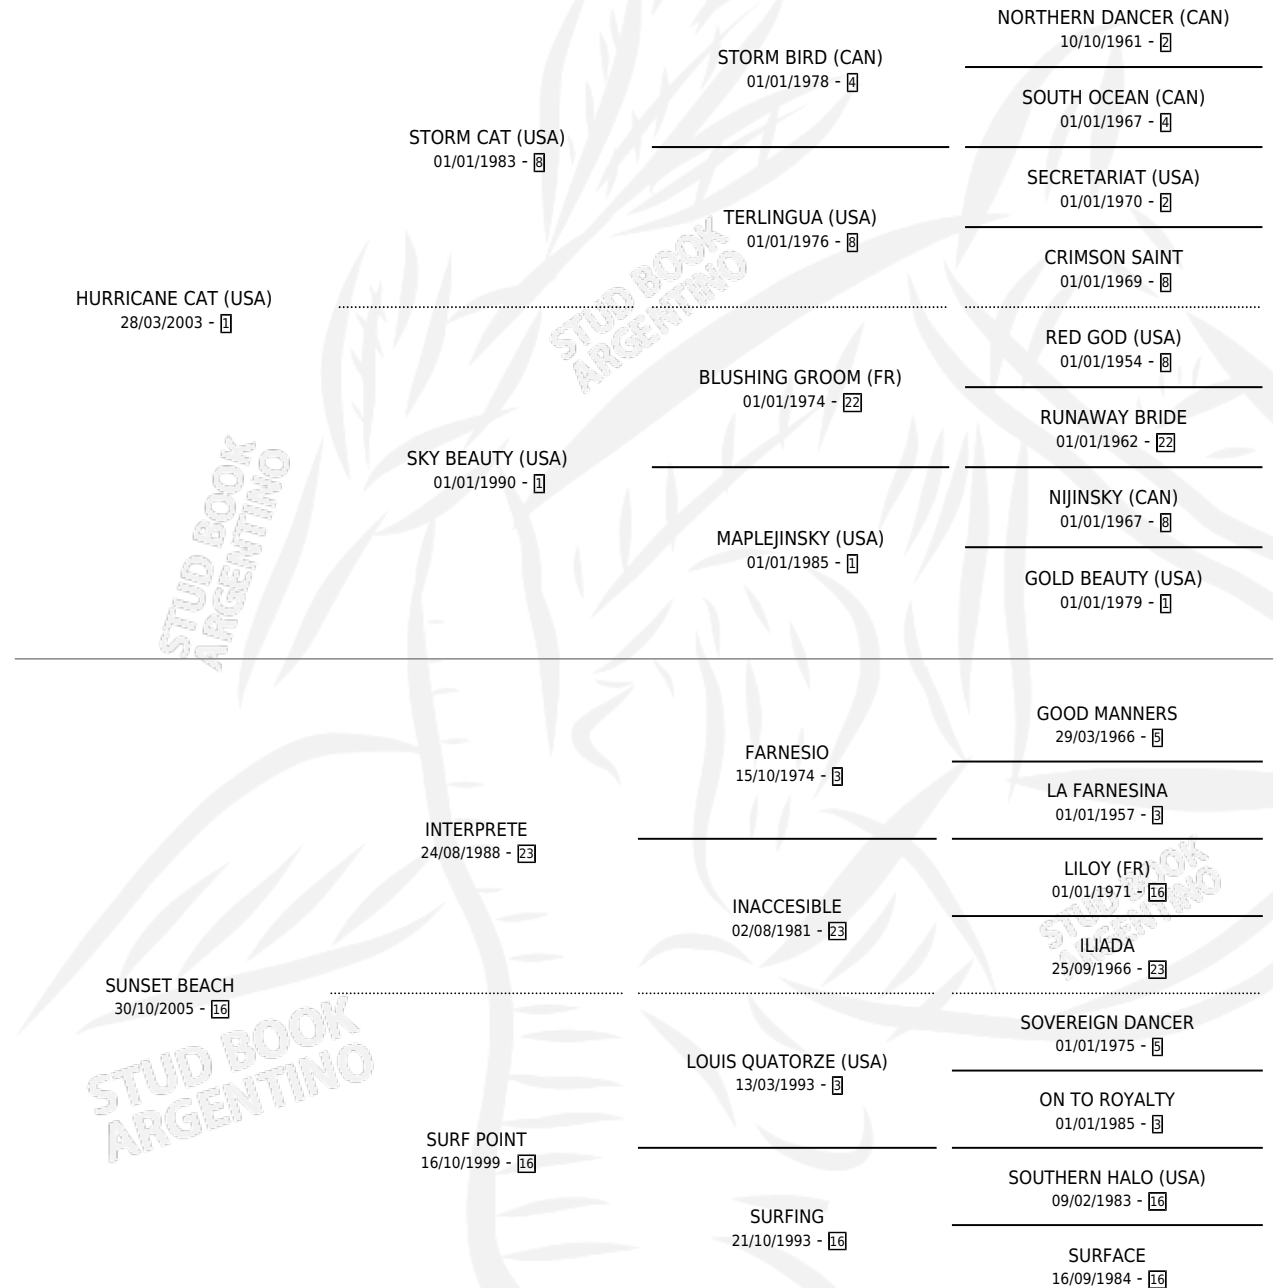 NORTHERN DANCER (CAN)
10/10/1961 - 2
STORM BIRD (CAN)
01/01/1978 - 4
SOUTH OCEAN (CAN)
01/01/1967 - 4
STORM CAT (USA)
01/01/1983 - 8
SECRETARIAT (USA)
01/01/1970 - 2
TERLINGUA (USA)
01/01/1976 - 8
CRIMSON SAINT
01/01/1969 - 8
HURRICANE CAT (USA)
28/03/2003 - 1
RED GOD (USA)
01/01/1954 - 8
BLUSHING GROOM (FR)
01/01/1974 - 22
RUNAWAY BRIDE
01/01/1962 - 22
SKY BEAUTY (USA)
01/01/1990 - 1
NIJINSKY (CAN)
01/01/1967 - 8
MAPLEJINSKY (USA)
01/01/1985 - 1
GOLD BEAUTY (USA)
01/01/1979 - 1
STUD BOOK
ARGENTINO
STUD BOOK
ARGENTINO
GOOD MANNERS
29/03/1966 - 5
FARNESIO
15/10/1974 - 3
LA FARNESINA
01/01/1957 - 3
INTERPRETE
24/08/1988 - 23
LILOY (FR)
01/01/1971 - 16
INACCESIBLE
02/08/1981 - 23
ILIADA
25/09/1966 - 23
STUD BOOK
ARGENTINO
SUNSET BEACH
30/10/2005 - 16
SOVEREIGN DANCER
01/01/1975 - 5
LOUIS QUATORZE (USA)
13/03/1993 - 3
ON TO ROYALTY
01/01/1985 - 3
STUD BOOK
ARGENTINO
SURF POINT
16/10/1999 - 16
SOUTHERN HALO (USA)
09/02/1983 - 16
SURFING
21/10/1993 - 16
SURFACE
16/09/1984 - 16